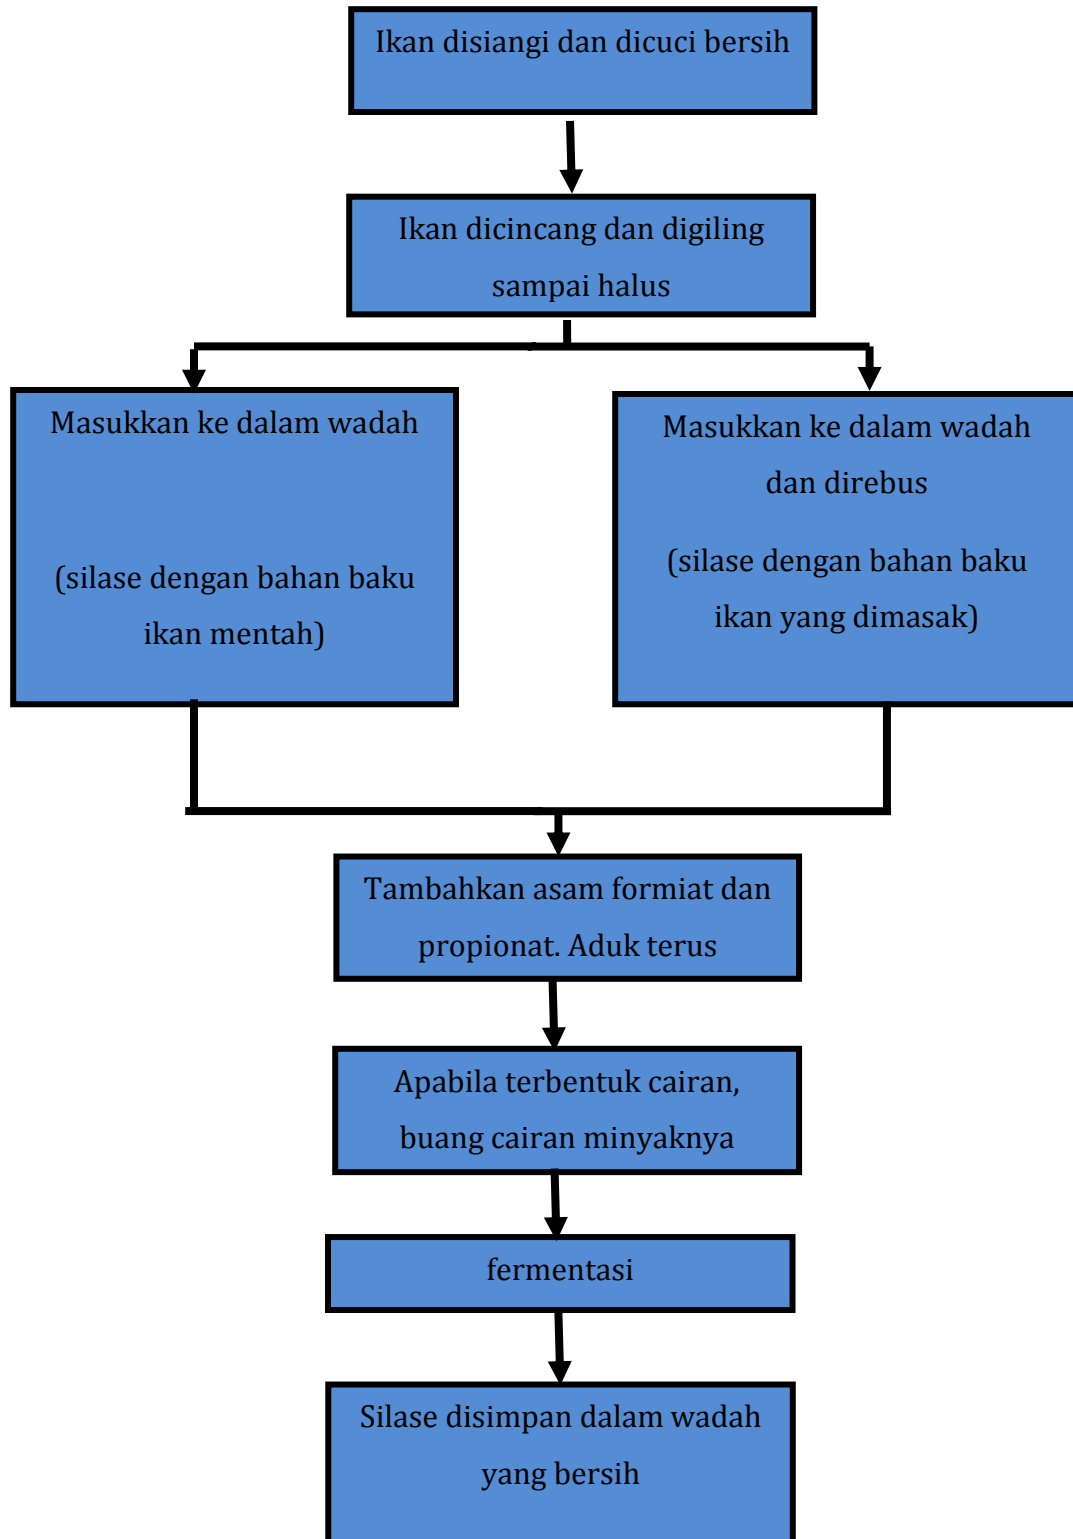 Ikan disiangi dan dicuci bersih
Ikan dicincang dan digiling
sampai halus
Masukkan ke dalam wadah
(silase dengan bahan baku
ikan mentah)
Masukkan ke dalam wadah
dan direbus
(silase dengan bahan baku
ikan yang dimasak)
Tambahkan asam formiat dan
propionat. Aduk terus
Apabila terbentuk cairan,
buang cairan minyaknya
fermentasi
Silase disimpan dalam wadah
yang bersih